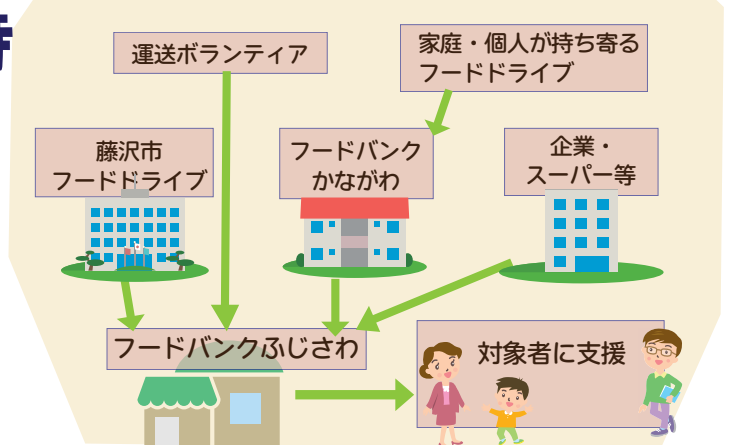 運送ボランティア
家庭・個人が持ち寄る
フードドライブ
藤沢市
フードドライブ
フードバンク
かながわ
企業・
スーパー等
フードバンクふじさわ
対象者に支援